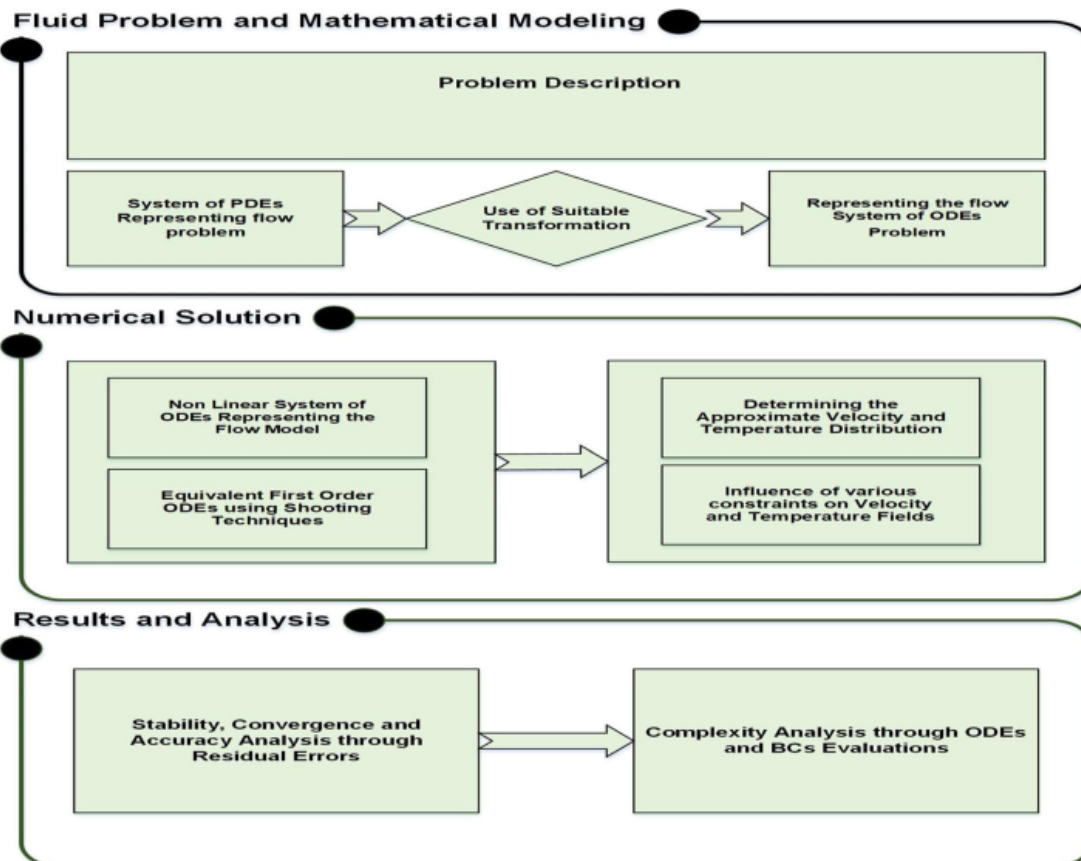 Fluid Problem and Mathematical Modeling
Problem Description
System of PDEs
Representing flow
problem
Use of Suitable
Transformation
Representing the flow
System of ODEs
Problem
Numerical Solution
Non Linear System of
ODEs Representing the
Flow Model
Equivalent First Order
ODEs using Shooting
Techniques
Determining the
Approximate Velocity and
Temperature Distribution
Influence of various
constraints on Velocity
and Temperature Fields
Results and Analysis
Stability, Convergence and
Accuracy Analysis through
Residual Errors
Complexity Analysis through ODEs
and BCs Evaluations